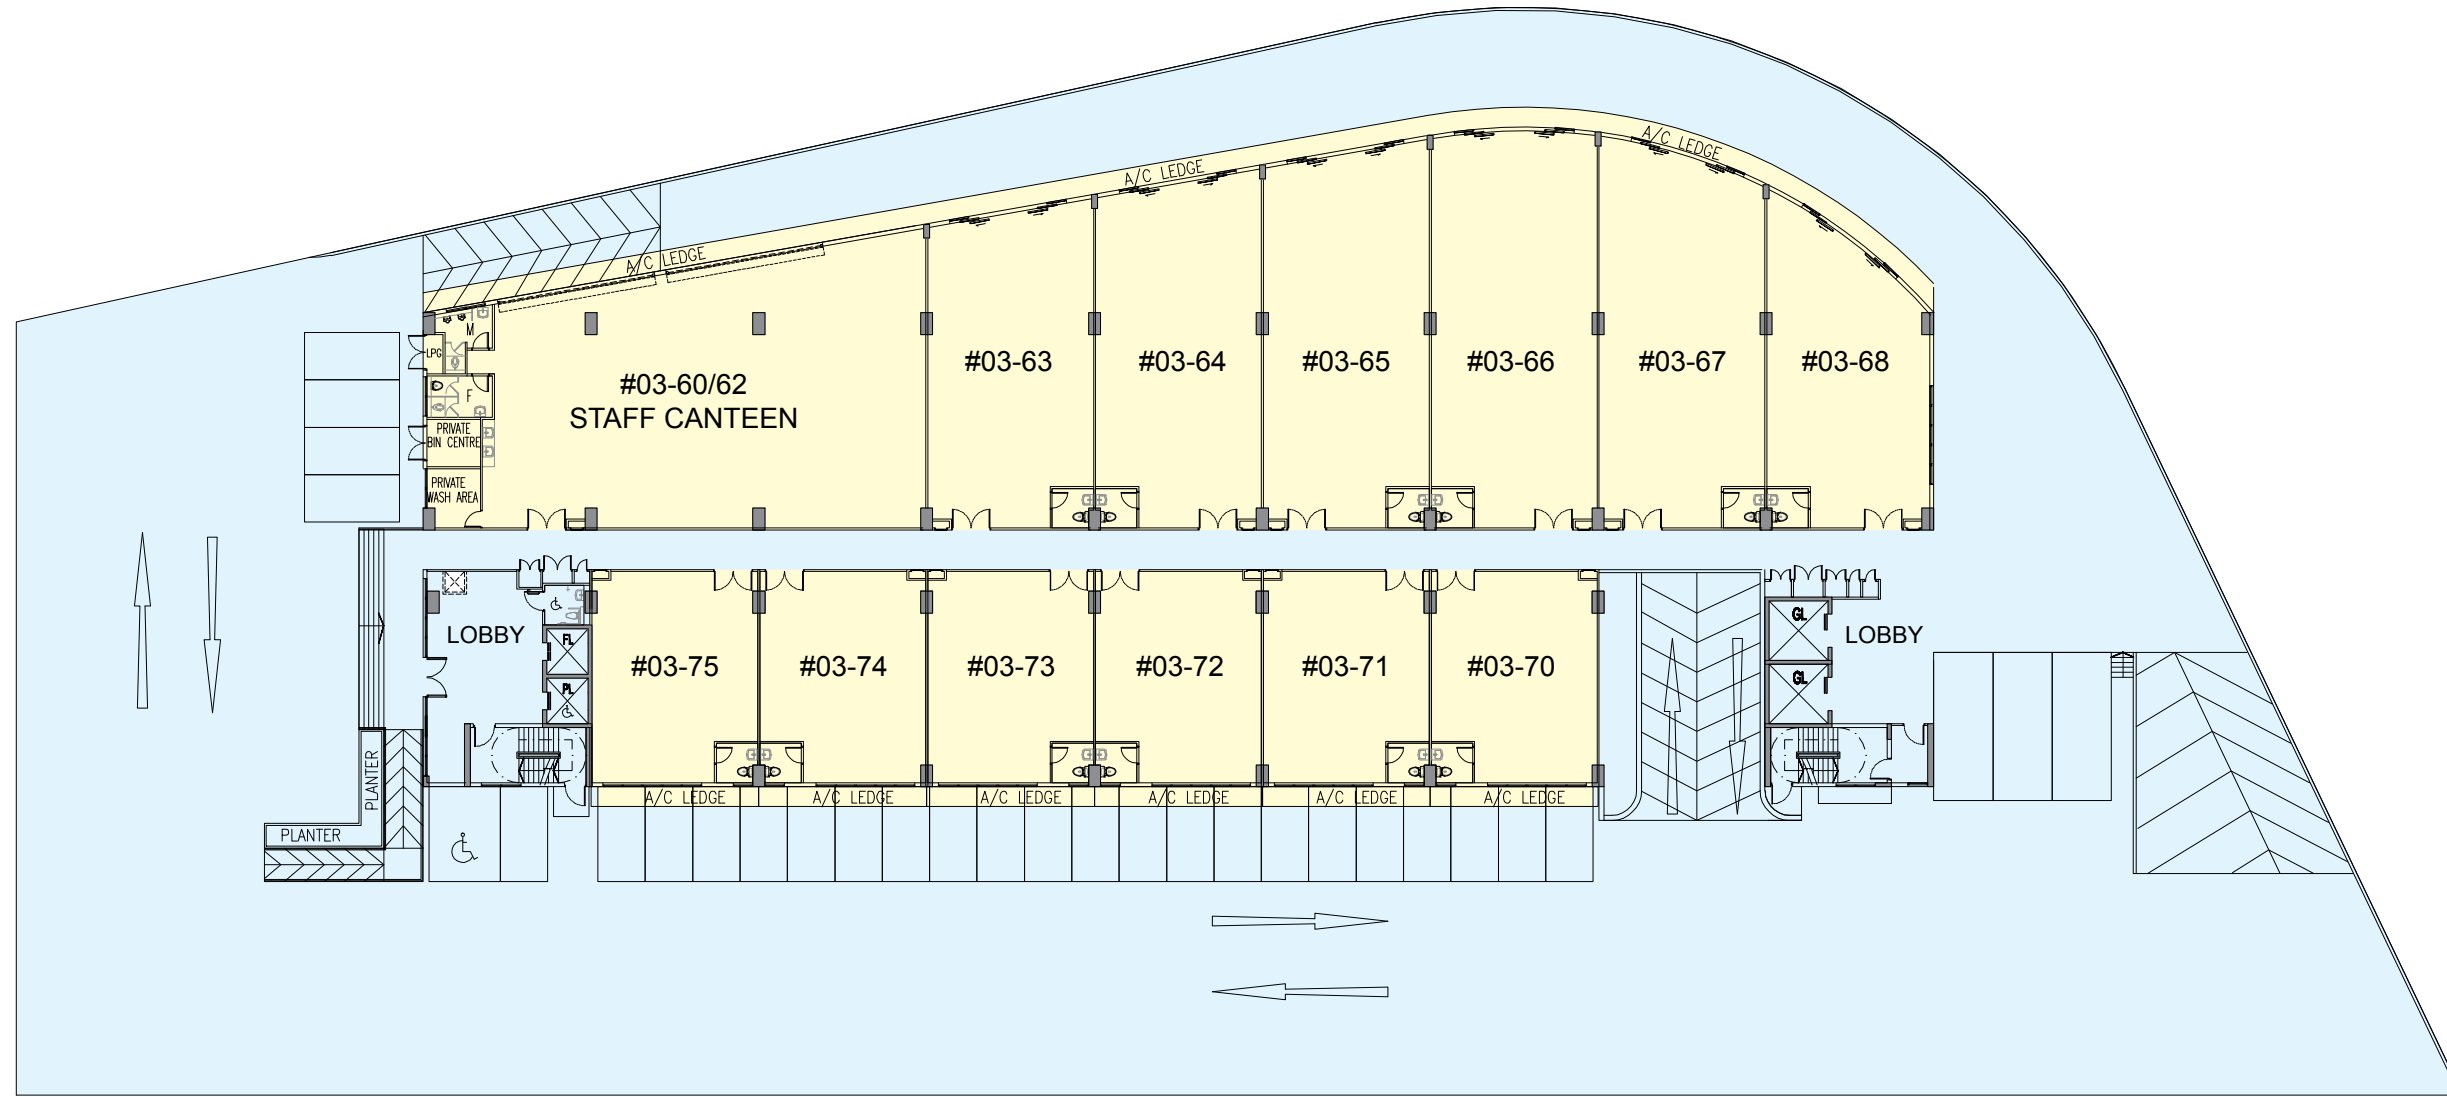 A/C LEDGE
A/C LEDGE
A/C LEDGE
M
LPG
F
PRIVATE
BIN CENTRE
PRIVATE
WASH AREA
#03-60/62
STAFF CANTEEN
#03-63
#03-64
#03-65
#03-66
#03-67
#03-68
LOBBY
FL
PL
#03-75
#03-74
#03-73
#03-72
#03-71
#03-70
GL
GL
LOBBY
PLANTER
PLANTER
A/C LEDGE
A/C LEDGE
A/C LEDGE
A/C LEDGE
A/C LEDGE
A/C LEDGE